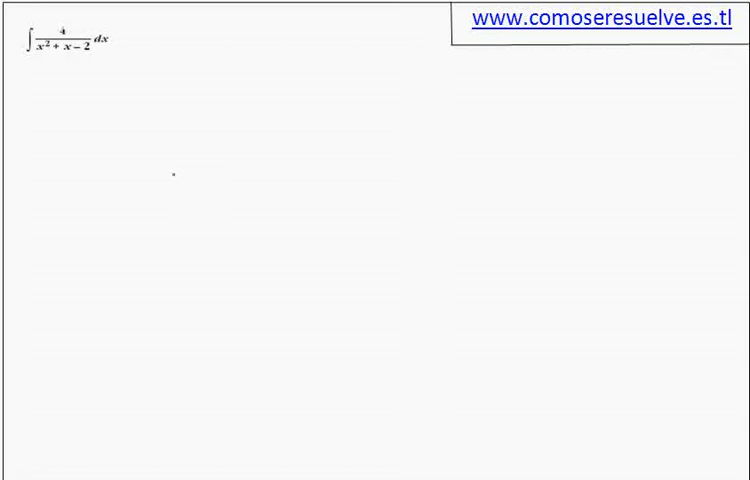 www.comoseresuelve.es.tl
∫ 4 / (x² + x − 2) dx